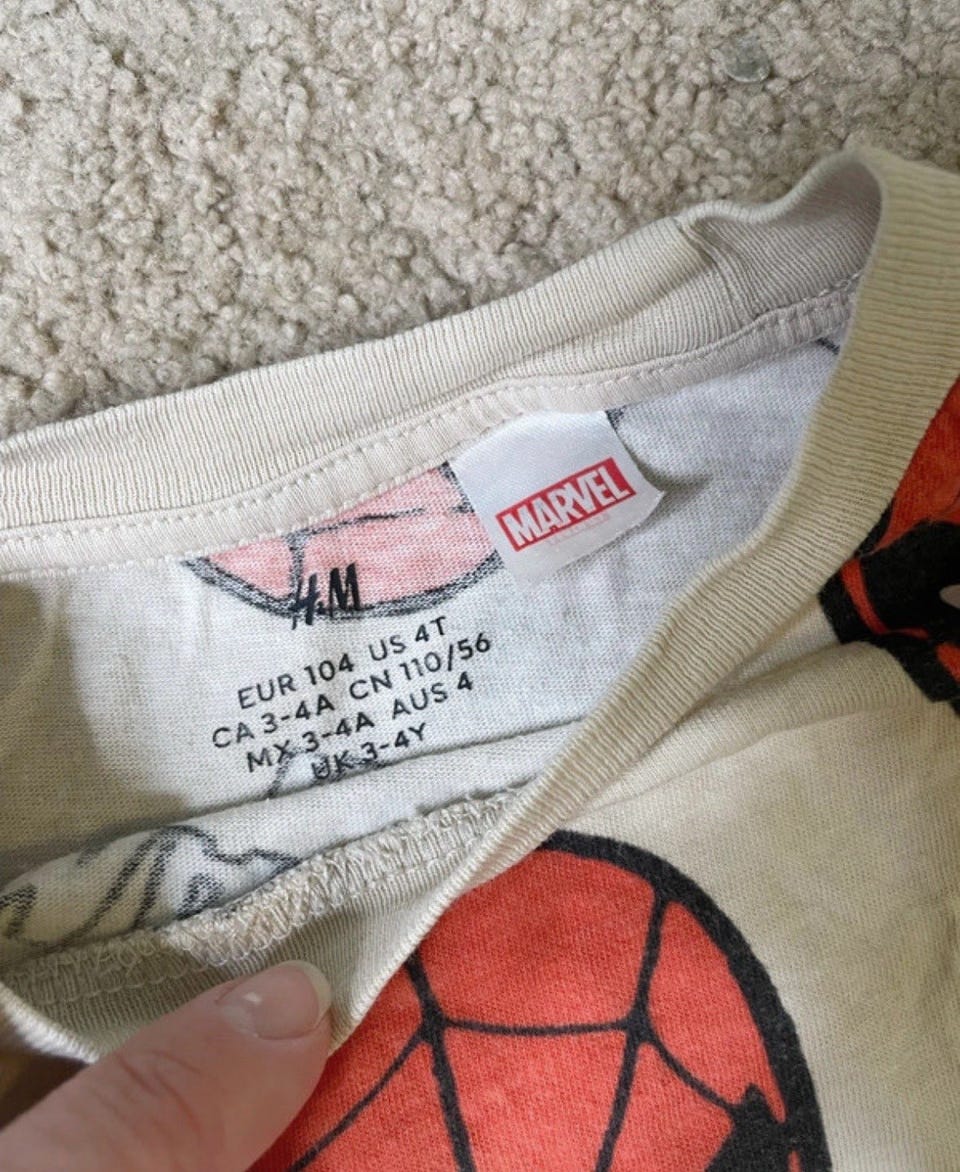 MARVEL
H&M
EUR 104 US 4T
CA 3-4A CN 110/56
MX 3-4A AUS 4
UK 3-4Y